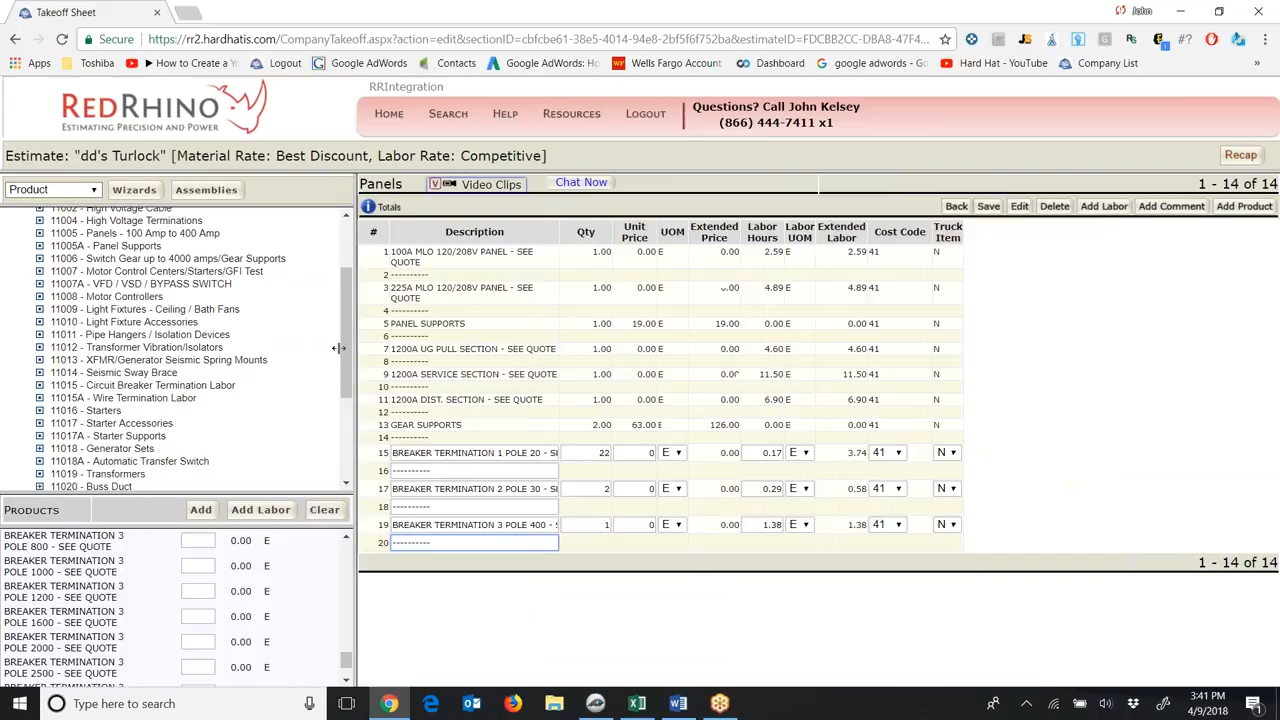 Takeoff Sheet
John
Secure https://rr2.hardhatis.com/CompanyTakeoff.aspx?action=edit&sectionID=cbfcbe61-38e5-4014-94e8-2bf5f6f752ba&estimateID=FDCBB2CC-DBA8-47F4...
Apps Toshiba ► How to Create a Y Logout Google AdWords Contacts Google AdWords: Ho Wells Fargo Account Dashboard google adwords - Go Hard Hat - YouTube Company List »
RRIntegration
REDRHINO
ESTIMATING PRECISION AND POWER
HOME SEARCH HELP RESOURCES LOGOUT
Questions? Call John Kelsey
(866) 444-7411 x1
Estimate: "dd's Turlock" [Material Rate: Best Discount, Labor Rate: Competitive] Recap
Product Wizards Assemblies
Panels Video Clips Chat Now 1 - 14 of 14
Totals Back Save Edit Delete Add Labor Add Comment Add Product
11002 - High Voltage Cable
11004 - High Voltage Terminations
11005 - Panels - 100 Amp to 400 Amp
11005A - Panel Supports
11006 - Switch Gear up to 4000 amps/Gear Supports
11007 - Motor Control Centers/Starters/GFI Test
11007A - VFD / VSD / BYPASS SWITCH
11008 - Motor Controllers
11009 - Light Fixtures - Ceiling / Bath Fans
11010 - Light Fixture Accessories
11011 - Pipe Hangers / Isolation Devices
11012 - Transformer Vibration/Isolators
11013 - XFMR/Generator Seismic Spring Mounts
11014 - Seismic Sway Brace
11015 - Circuit Breaker Termination Labor
11015A - Wire Termination Labor
11016 - Starters
11017 - Starter Accessories
11017A - Starter Supports
11018 - Generator Sets
11018A - Automatic Transfer Switch
11019 - Transformers
11020 - Buss Duct
PRODUCTS Add Add Labor Clear
BREAKER TERMINATION 3
POLE 800 - SEE QUOTE 0.00 E
BREAKER TERMINATION 3
POLE 1000 - SEE QUOTE 0.00 E
BREAKER TERMINATION 3
POLE 1200 - SEE QUOTE 0.00 E
BREAKER TERMINATION 3
POLE 1600 - SEE QUOTE 0.00 E
BREAKER TERMINATION 3
POLE 2000 - SEE QUOTE 0.00 E
BREAKER TERMINATION 3
POLE 2500 - SEE QUOTE 0.00 E
# Description Qty Unit Price UOM Extended Price Labor Hours Labor UOM Extended Labor Cost Code Truck Item
1 100A MLO 120/208V PANEL - SEE QUOTE 1.00 0.00 E 0.00 2.59 E 2.59 41 N
2 ----------
3 225A MLO 120/208V PANEL - SEE QUOTE 1.00 0.00 E 0.00 4.89 E 4.89 41 N
4 ----------
5 PANEL SUPPORTS 1.00 19.00 E 19.00 0.00 E 0.00 41 N
6 ----------
7 1200A UG PULL SECTION - SEE QUOTE 1.00 0.00 E 0.00 4.60 E 4.60 41 N
8 ----------
9 1200A SERVICE SECTION - SEE QUOTE 1.00 0.00 E 0.00 11.50 E 11.50 41 N
10 ----------
11 1200A DIST. SECTION - SEE QUOTE 1.00 0.00 E 0.00 6.90 E 6.90 41 N
12 ----------
13 GEAR SUPPORTS 2.00 63.00 E 126.00 0.00 E 0.00 41 N
14 ----------
15 BREAKER TERMINATION 1 POLE 20 - SI 22 0 E 0.00 0.17 E 3.74 41 N
16 ----------
17 BREAKER TERMINATION 2 POLE 30 - SI 2 0 E 0.00 0.29 E 0.58 41 N
18 ----------
19 BREAKER TERMINATION 3 POLE 400 - 1 0 E 0.00 1.38 E 1.38 41 N
20 ----------
1 - 14 of 14
Type here to search
3:41 PM
4/9/2018